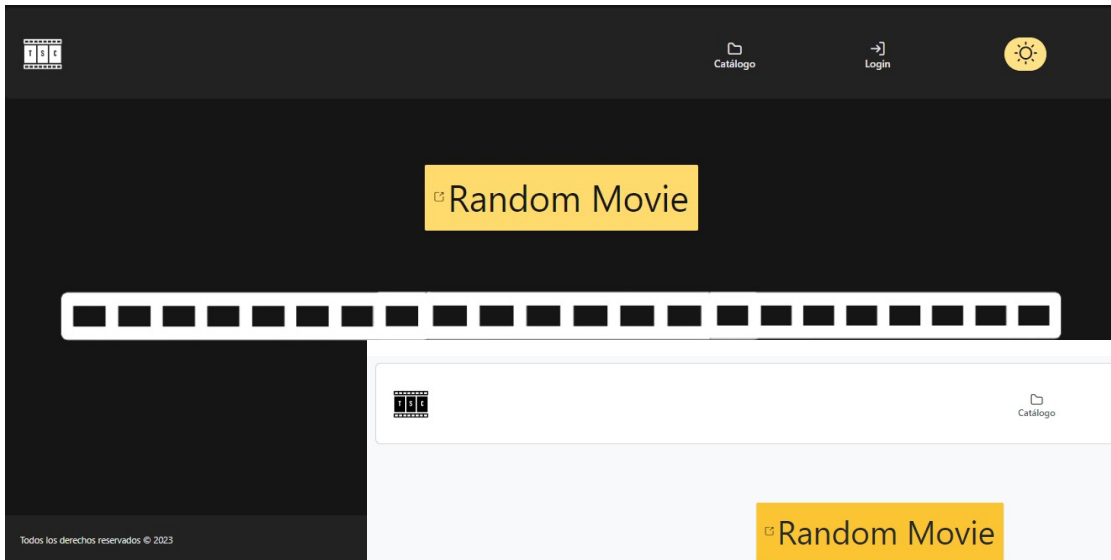 T S C
Catálogo
Login
Random Movie
T S C
Catálogo
Random Movie
Todos los derechos reservados © 2023